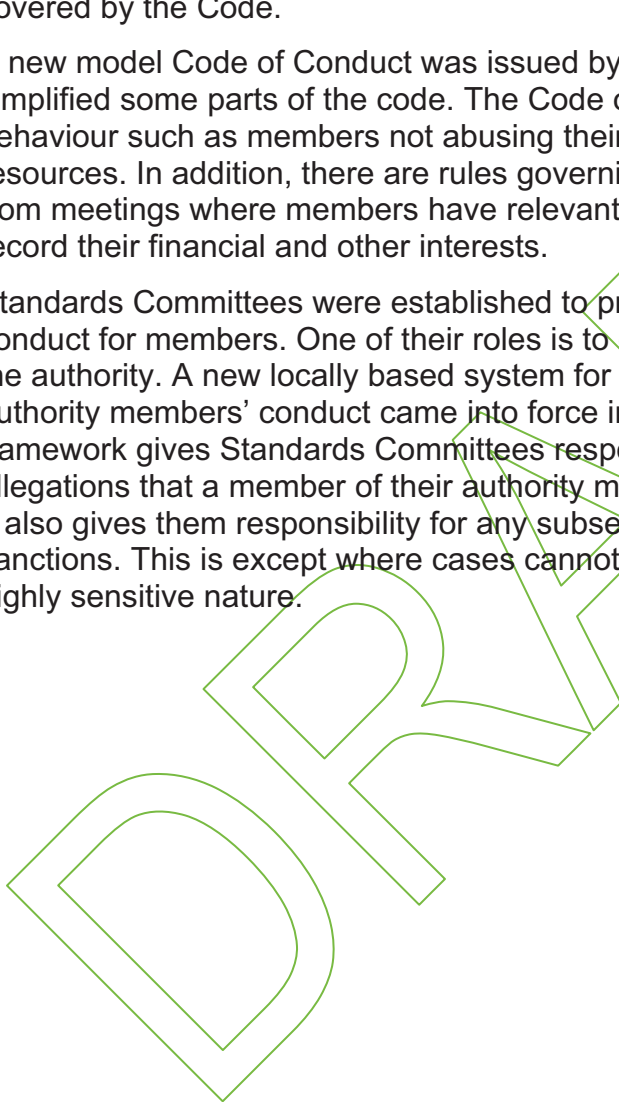 overed by the Code.
new model Code of Conduct was issued by
mplified some parts of the code. The Code o
ehaviour such as members not abusing their
esources. In addition, there are rules governi
om meetings where members have relevant
ecord their financial and other interests.
tandards Committees were established to pr
onduct for members. One of their roles is to
he authority. A new locally based system for
uthority members' conduct came into force in
amework gives Standards Committees respo
llegations that a member of their authority m
also gives them responsibility for any subse
anctions. This is except where cases cannot
ighly sensitive nature.
DRA